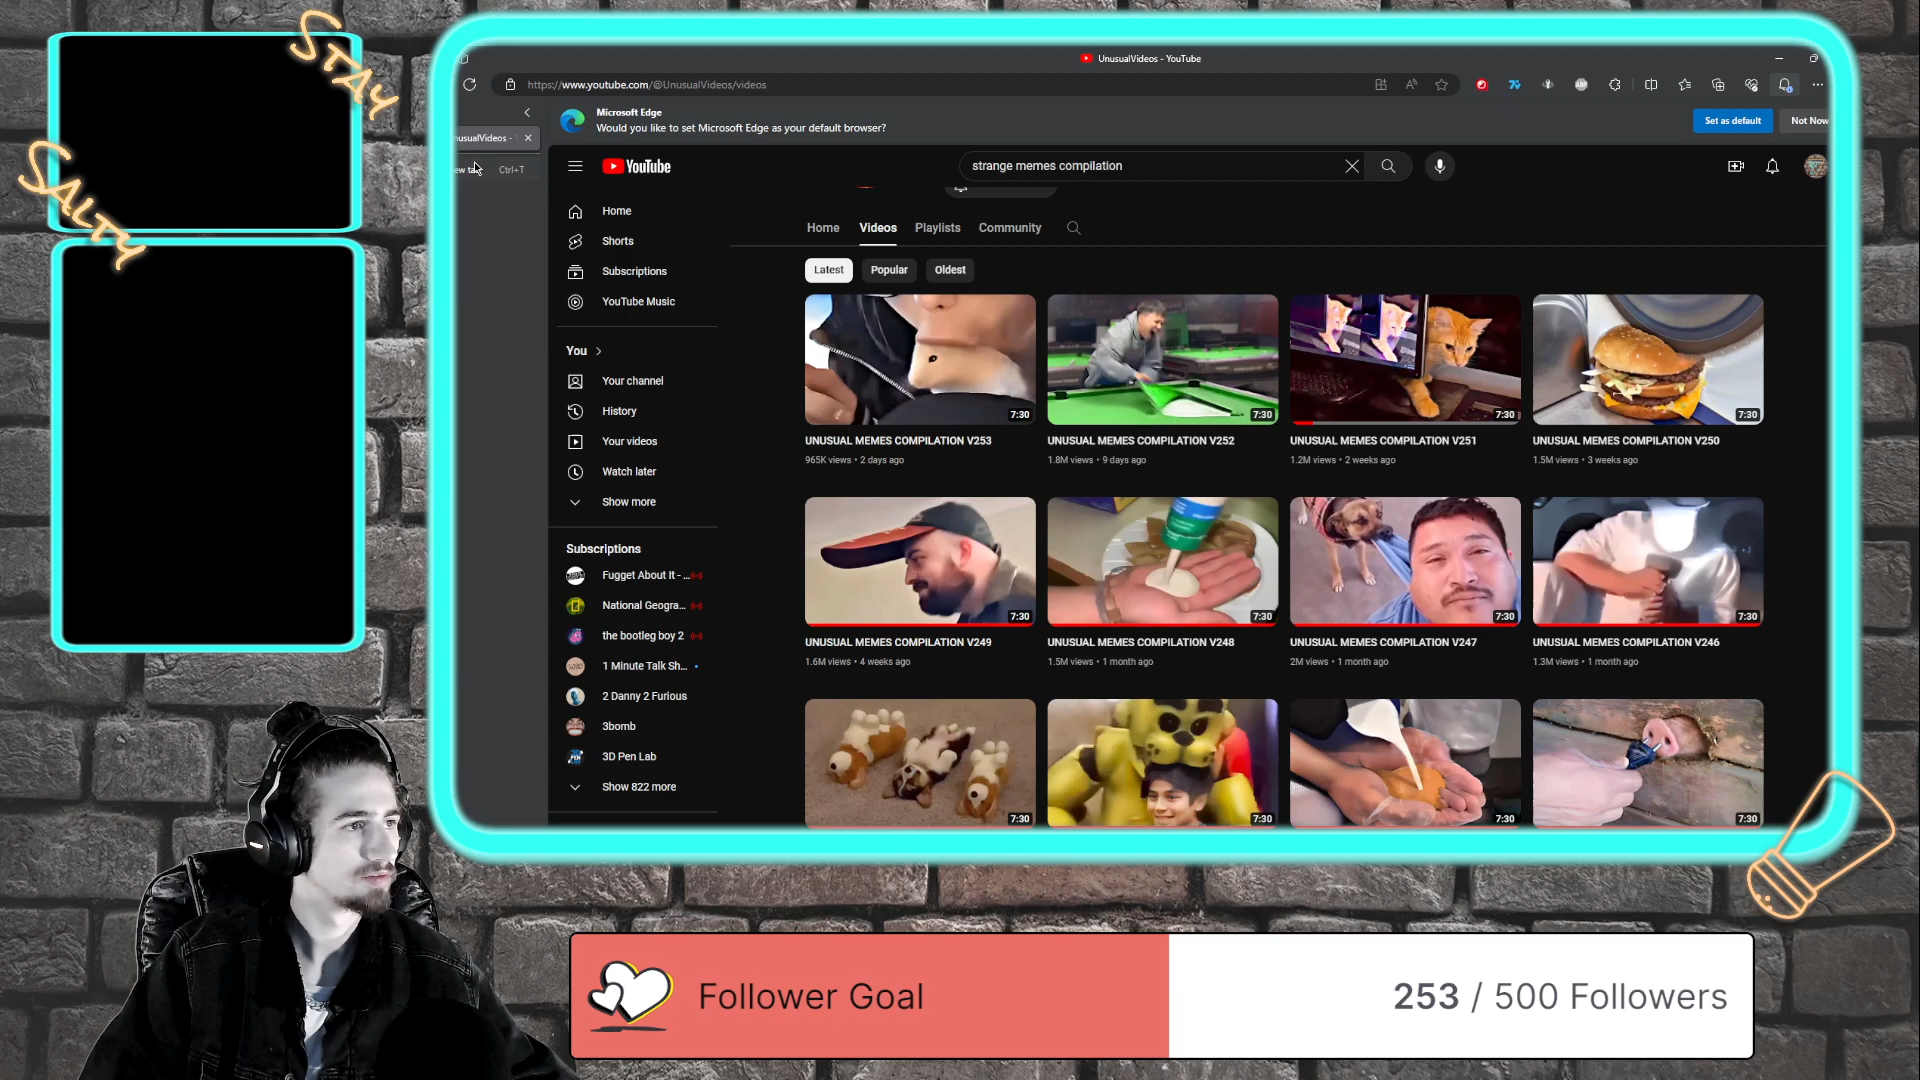 STAY
SALTY
UnusualVideos - YouTube
https://www.youtube.com/@UnusualVideos/videos
Microsoft Edge
Would you like to set Microsoft Edge as your default browser?
Set as default
Not Now
nusualVideos -
ew tab
Ctrl+T
YouTube
strange memes compilation
Home
Shorts
Subscriptions
YouTube Music
You
Your channel
History
Your videos
Watch later
Show more
Subscriptions
Fugget About It - ...
National Geogra...
the bootleg boy 2
1 Minute Talk Sh...
2 Danny 2 Furious
3bomb
3D Pen Lab
Show 822 more
Home Videos Playlists Community
Latest Popular Oldest
7:30 7:30 7:30 7:30
UNUSUAL MEMES COMPILATION V253
965K views • 2 days ago
UNUSUAL MEMES COMPILATION V252
1.8M views • 9 days ago
UNUSUAL MEMES COMPILATION V251
1.2M views • 2 weeks ago
UNUSUAL MEMES COMPILATION V250
1.5M views • 3 weeks ago
7:30 7:30 7:30 7:30
UNUSUAL MEMES COMPILATION V249
1.6M views • 4 weeks ago
UNUSUAL MEMES COMPILATION V248
1.5M views • 1 month ago
UNUSUAL MEMES COMPILATION V247
2M views • 1 month ago
UNUSUAL MEMES COMPILATION V246
1.3M views • 1 month ago
7:30 7:30 7:30 7:30
Follower Goal
253 / 500 Followers